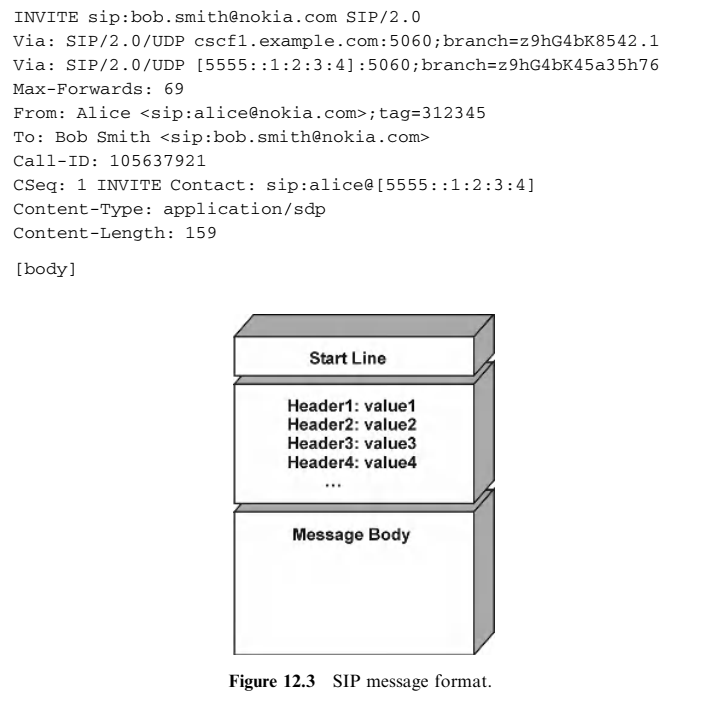 INVITE sip:bob.smith@nokia.com SIP/2.0
Via: SIP/2.0/UDP cscf1.example.com:5060;branch=z9hG4bK8542.1
Via: SIP/2.0/UDP [5555::1:2:3:4]:5060;branch=z9hG4bK45a35h76
Max-Forwards: 69
From: Alice <sip:alice@nokia.com>;tag=312345
To: Bob Smith <sip:bob.smith@nokia.com>
Call-ID: 105637921
CSeq: 1 INVITE Contact: sip:alice@[5555::1:2:3:4]
Content-Type: application/sdp
Content-Length: 159
[body]
Start Line
Header1: value1
Header2: value2
Header3: value3
Header4: value4
...
Message Body
Figure 12.3 SIP message format.